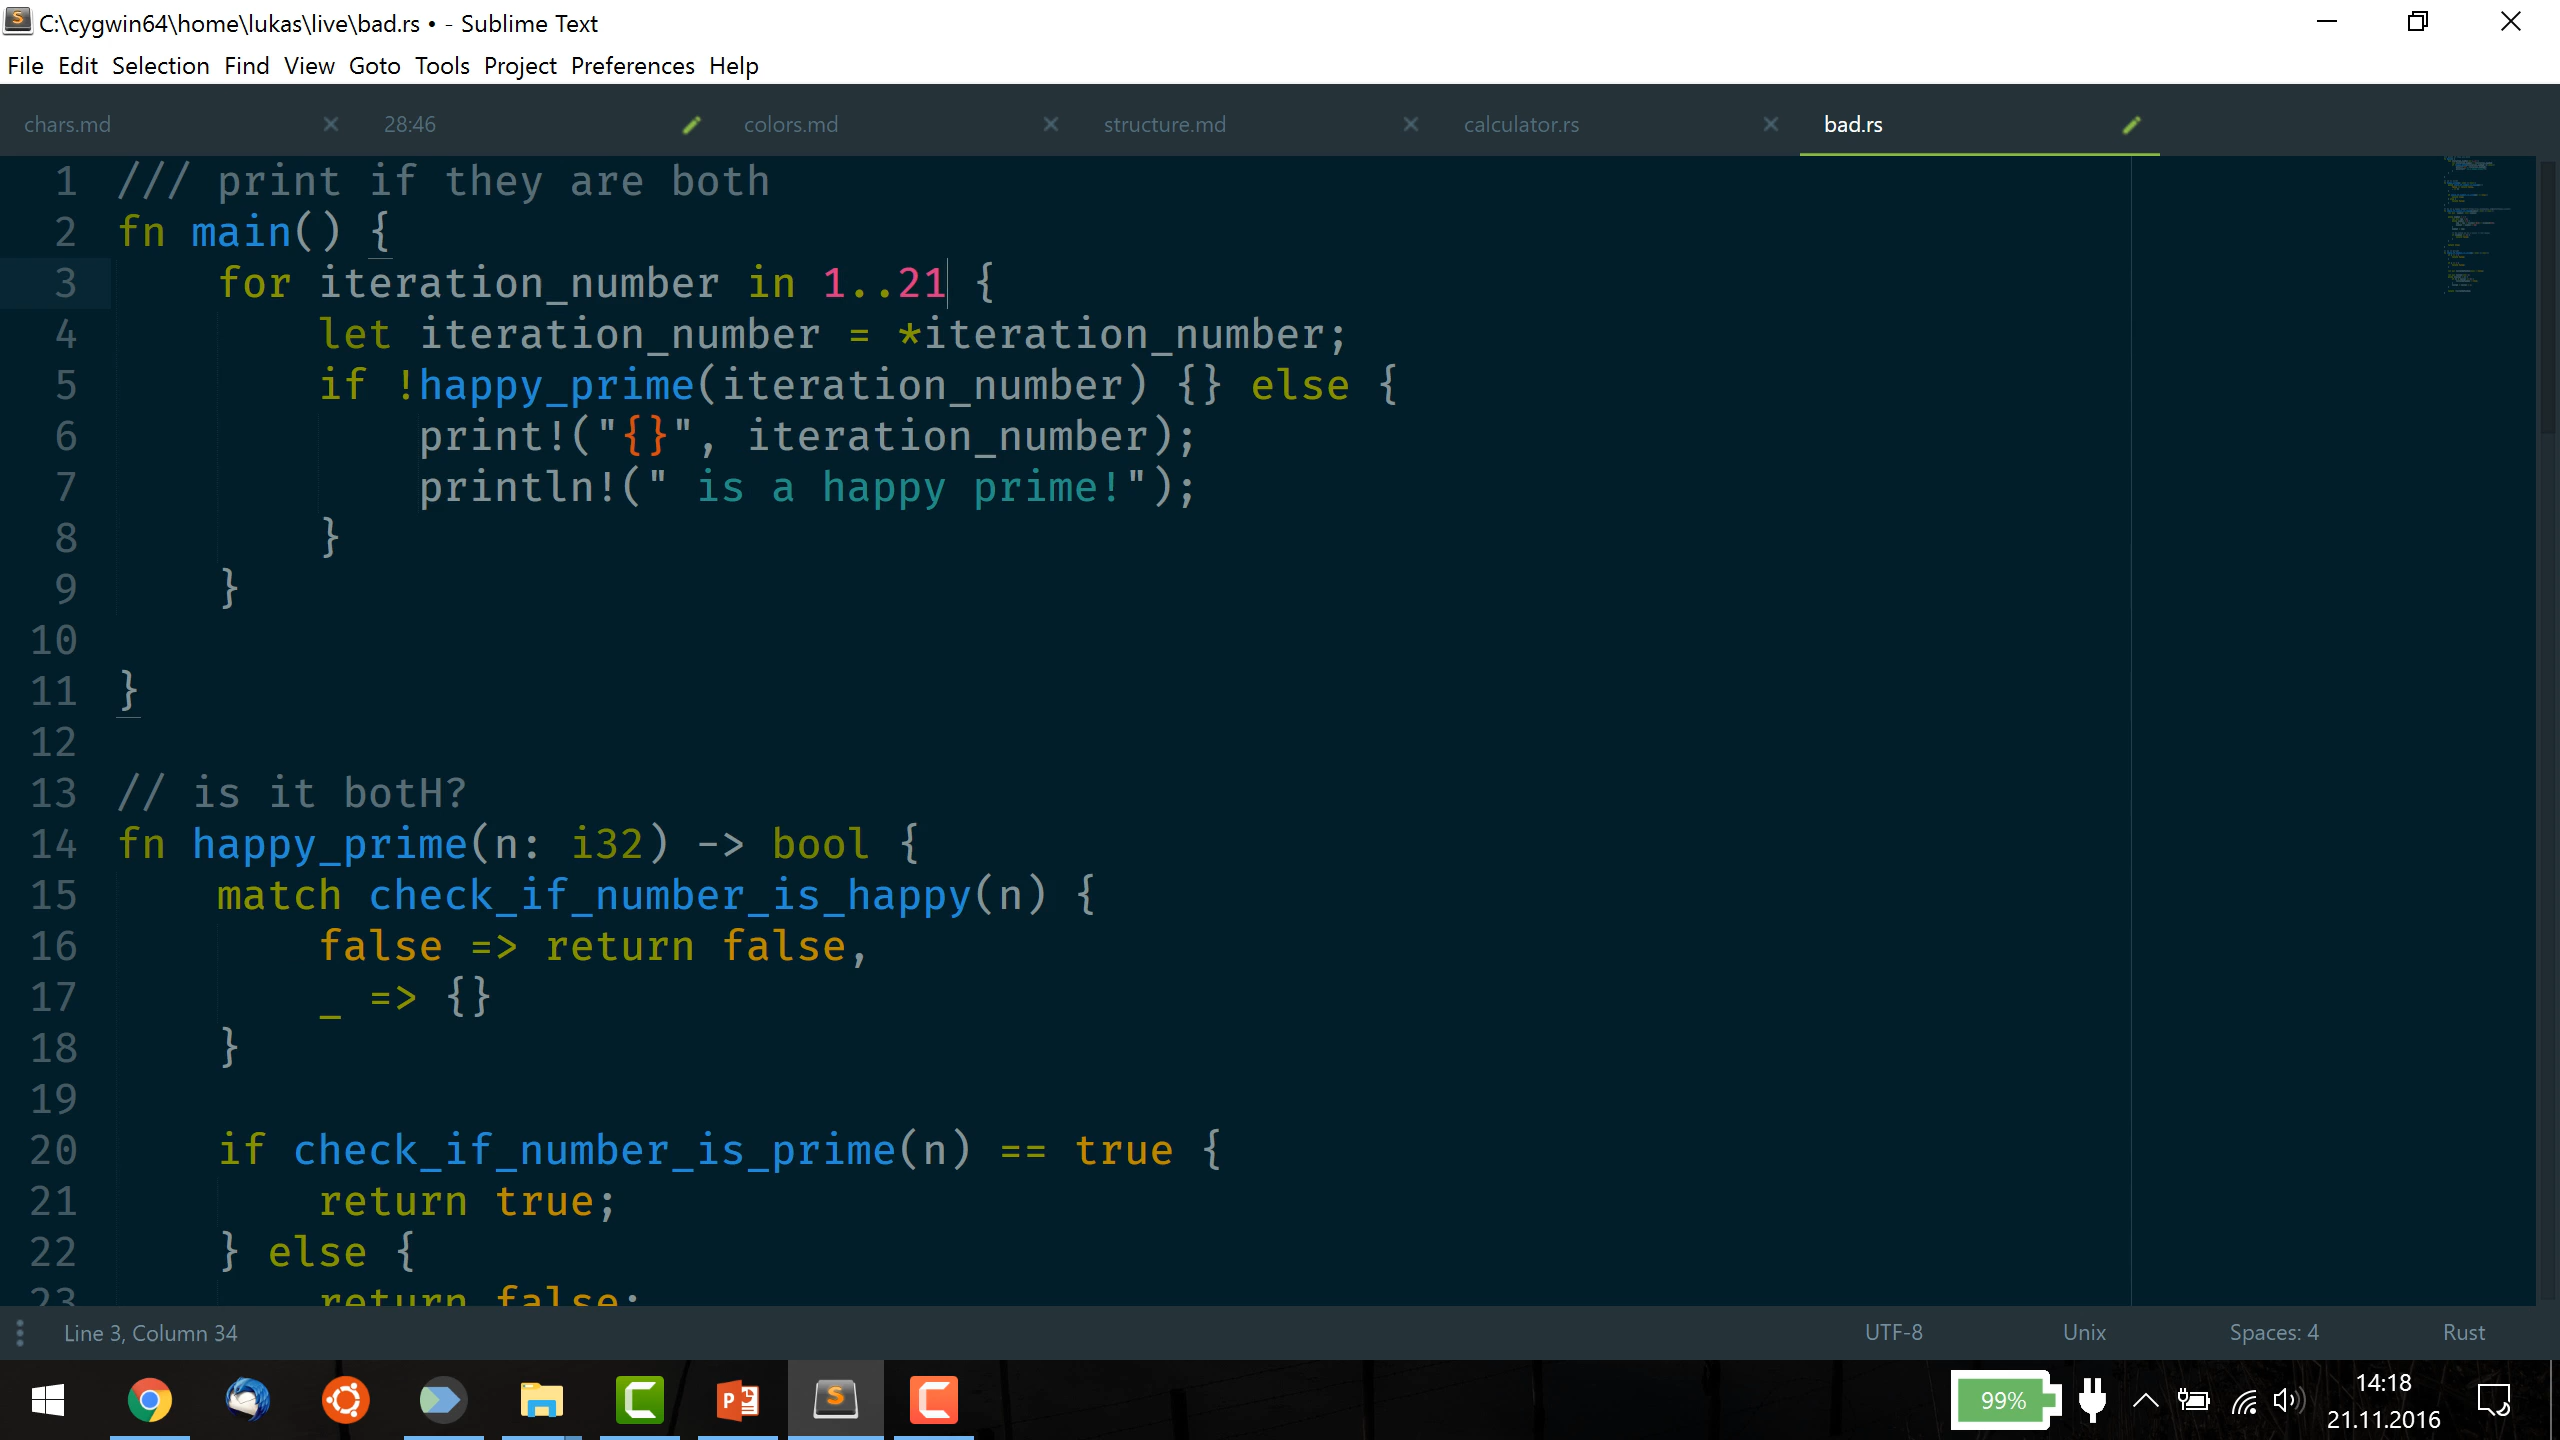 C:\cygwin64\home\lukas\live\bad.rs • - Sublime Text
File Edit Selection Find View Goto Tools Project Preferences Help
chars.md 28:46 colors.md structure.md calculator.rs bad.rs
1 /// print if they are both
2 fn main() {
3     for iteration_number in 1..21 {
4         let iteration_number = *iteration_number;
5         if !happy_prime(iteration_number) {} else {
6             print!("{}", iteration_number);
7             println!(" is a happy prime!");
8         }
9     }
10
11 }
12
13 // is it botH?
14 fn happy_prime(n: i32) -> bool {
15     match check_if_number_is_happy(n) {
16         false => return false,
17         _ => {}
18     }
19
20     if check_if_number_is_prime(n) == true {
21         return true;
22     } else {
23         return false;
Line 3, Column 34 UTF-8 Unix Spaces: 4 Rust
99% 14:18
21.11.2016